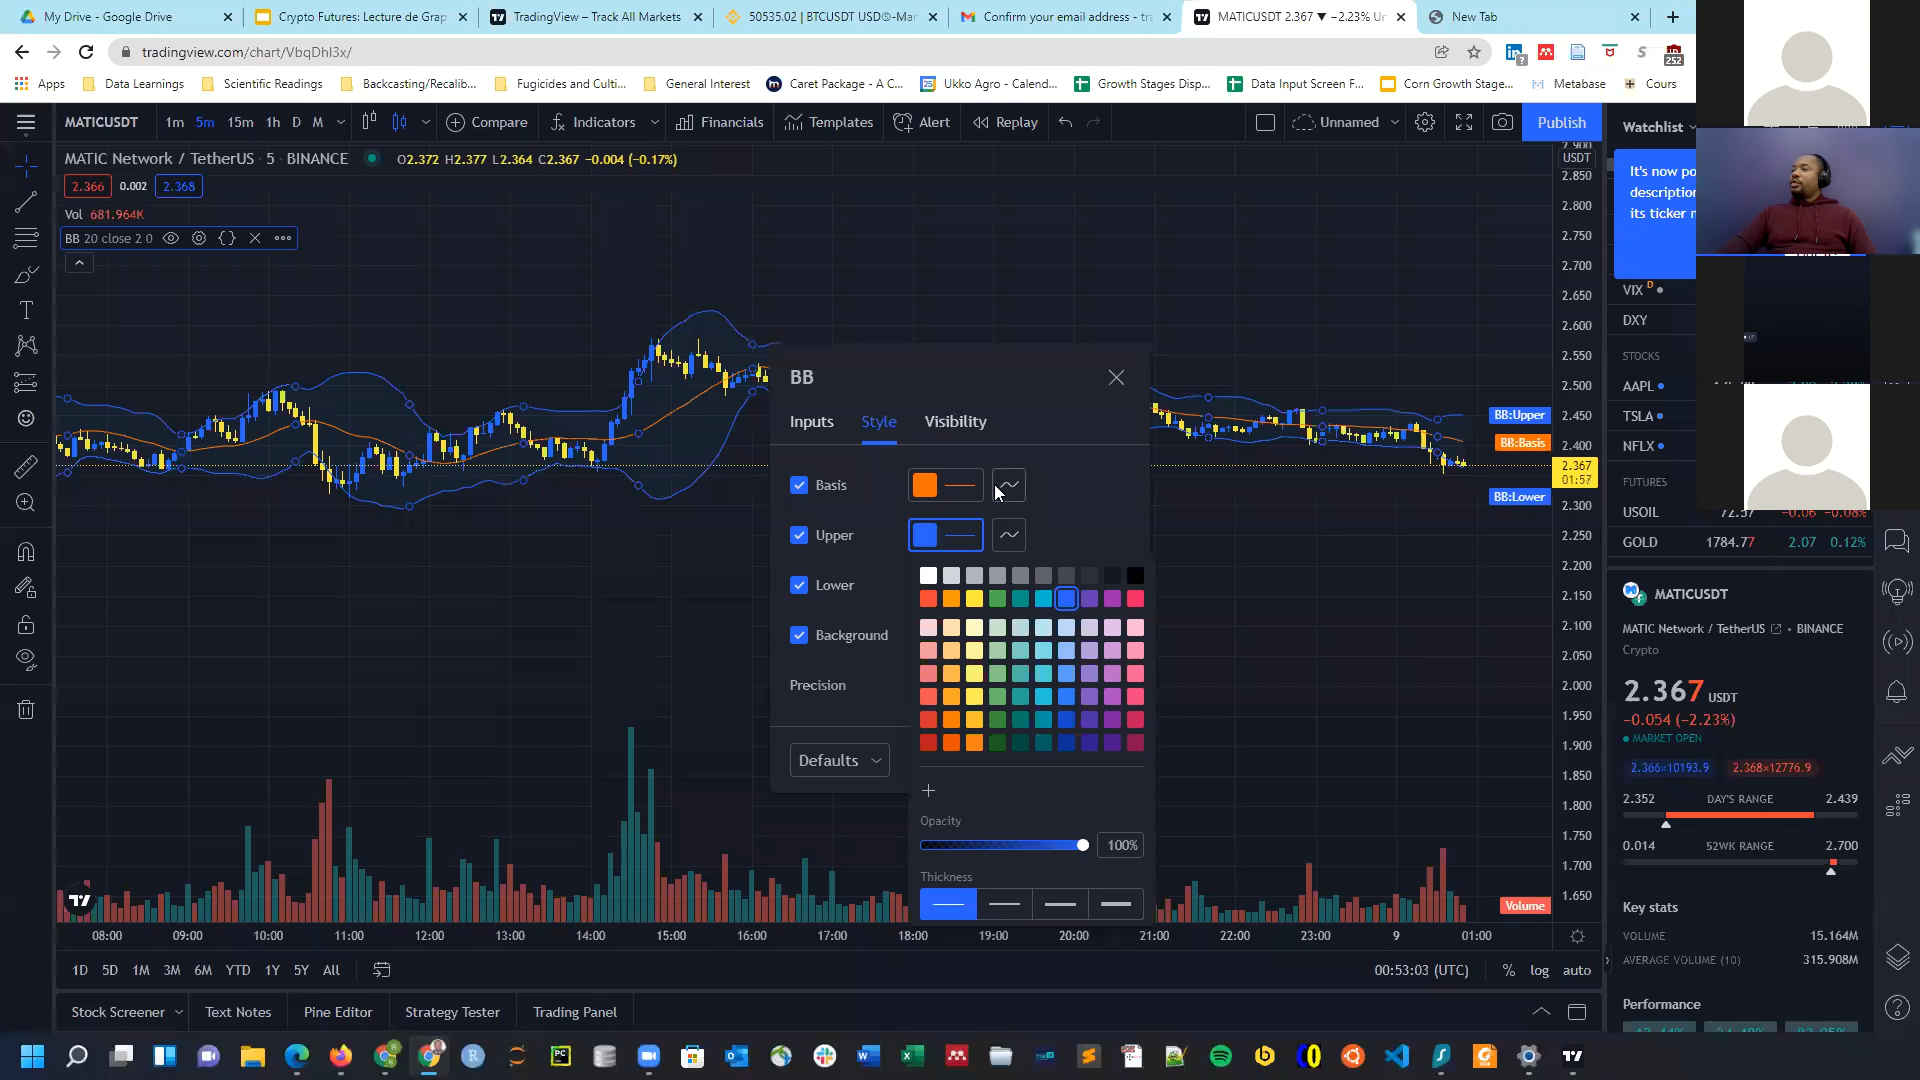 My Drive - Google Drive
Crypto Futures: Lecture de Grap
TradingView – Track All Markets
50535.02 | BTCUSDT USD®-Mar
Confirm your email address - tra
MATICUSDT 2.367 ▼ −2.23% Un
New Tab
tradingview.com/chart/VbqDhI3x/
252
Apps
Data Learnings
Scientific Readings
Backcasting/Recalib...
Fugicides and Culti...
General Interest
Caret Package - A C...
Ukko Agro - Calend...
Growth Stages Disp...
Data Input Screen F...
Corn Growth Stage...
Metabase
Cours
MATICUSDT
1m
5m
15m
1h
D
M
Compare
Indicators
Financials
Templates
Alert
Replay
Unnamed
Publish
Watchlist
MATIC Network / TetherUS · 5 · BINANCE
O2.372 H2.377 L2.364 C2.367 −0.004 (−0.17%)
2.366
0.002
2.368
Vol 681.964K
BB 20 close 2 0
USDT
2.900
2.850
2.800
2.750
2.700
2.650
2.600
2.550
2.500
2.450
2.400
2.367
01:57
2.300
2.250
2.200
2.150
2.100
2.050
2.000
1.950
1.900
1.850
1.800
1.750
1.700
1.650
BB:Upper
BB:Basis
BB:Lower
Volume
BB
Inputs
Style
Visibility
Basis
Upper
Lower
Background
Precision
Defaults
Opacity
100%
Thickness
08:00
09:00
10:00
11:00
12:00
13:00
14:00
15:00
16:00
17:00
18:00
19:00
20:00
21:00
22:00
23:00
9
01:00
1D
5D
1M
3M
6M
YTD
1Y
5Y
All
00:53:03 (UTC)
%
log
auto
Stock Screener
Text Notes
Pine Editor
Strategy Tester
Trading Panel
It's now po
description
its ticker n
VIX D
DXY
STOCKS
AAPL
TSLA
NFLX
FUTURES
USOIL
−0.06
−0.08%
GOLD
1784.77
2.07
0.12%
MATICUSDT
MATIC Network / TetherUS • BINANCE
Crypto
2.367 USDT
−0.054 (−2.23%)
MARKET OPEN
2.366×10193.9
2.368×12776.9
2.352
DAY'S RANGE
2.439
0.014
52WK RANGE
2.700
Key stats
VOLUME
15.164M
AVERAGE VOLUME (10)
315.908M
Performance